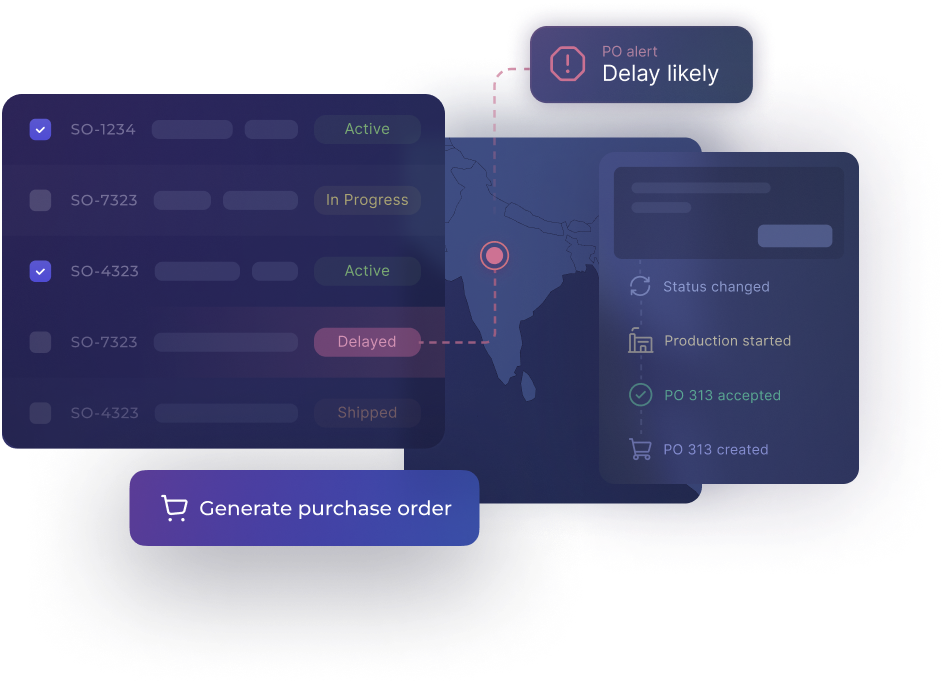 PO alert
Delay likely
SO-1234 Active
SO-7323 In Progress
SO-4323 Active
SO-7323 Delayed
SO-4323 Shipped
Status changed
Production started
PO 313 accepted
PO 313 created
Generate purchase order